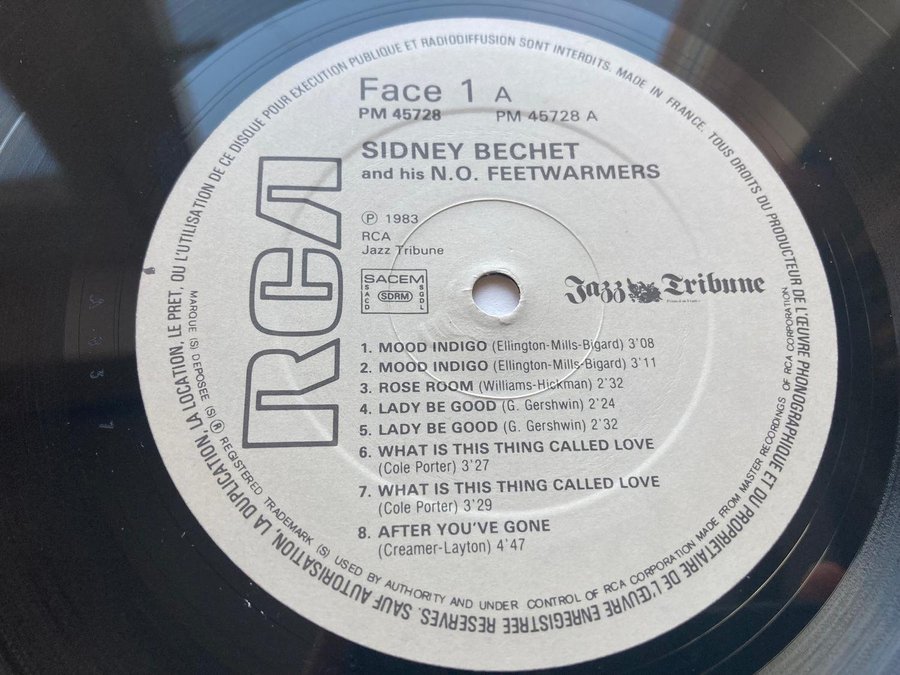 Face 1 A
PM 45728 PM 45728 A
SIDNEY BECHET
and his N.O. FEETWARMERS
Ⓟ 1983
RCA
Jazz Tribune
RCA
SACEM
SACD SDRM SGDL
Jazz Tribune
1. MOOD INDIGO (Ellington-Mills-Bigard) 3'08
2. MOOD INDIGO (Ellington-Mills-Bigard) 3'11
3. ROSE ROOM (Williams-Hickman) 2'32
4. LADY BE GOOD (G. Gershwin) 2'24
5. LADY BE GOOD (G. Gershwin) 2'32
6. WHAT IS THIS THING CALLED LOVE
(Cole Porter) 3'27
7. WHAT IS THIS THING CALLED LOVE
(Cole Porter) 3'29
8. AFTER YOU'VE GONE
(Creamer-Layton) 4'47
MADE IN FRANCE. TOUS DROITS DU PRODUCTEUR DE L'ŒUVRE PHONOGRAPHIQUE ET DU PROPRIETAIRE DE L'ŒUVRE ENREGISTREE RESERVES. SAUF AUTORISATION, LA DUPLICATION, LA LOCATION, LE PRET, OU L'UTILISATION DE CE DISQUE POUR EXECUTION PUBLIQUE ET RADIODIFFUSION SONT INTERDITS.
MARQUE (S) DEPOSEE (S) ® REGISTERED TRADEMARK (S) USED BY AUTHORITY AND UNDER CONTROL OF RCA CORPORATION MADE FROM MASTER RECORDINGS OF RCA CORPORATION